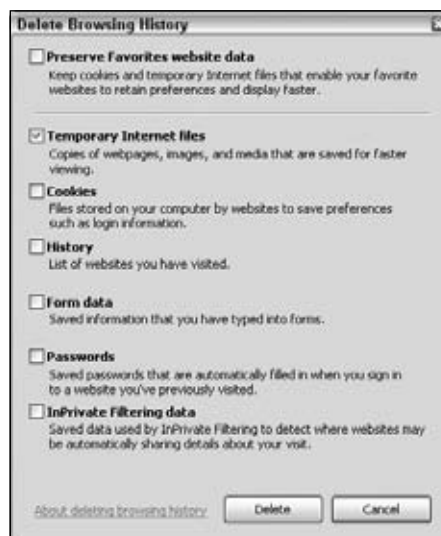 Delete Browsing History
Preserve Favorites website data
Keep cookies and temporary Internet files that enable your favorite
websites to retain preferences and display faster.
Temporary Internet files
Copies of webpages, images, and media that are saved for faster
viewing.
Cookies
Files stored on your computer by websites to save preferences
such as login information.
History
List of websites you have visited.
Form data
Saved information that you have typed into forms.
Passwords
Saved passwords that are automatically filled in when you sign in
to a website you've previously visited.
InPrivate Filtering data
Saved data used by InPrivate Filtering to detect where websites may
be automatically sharing details about your visit.
About deleting browsing history Delete Cancel